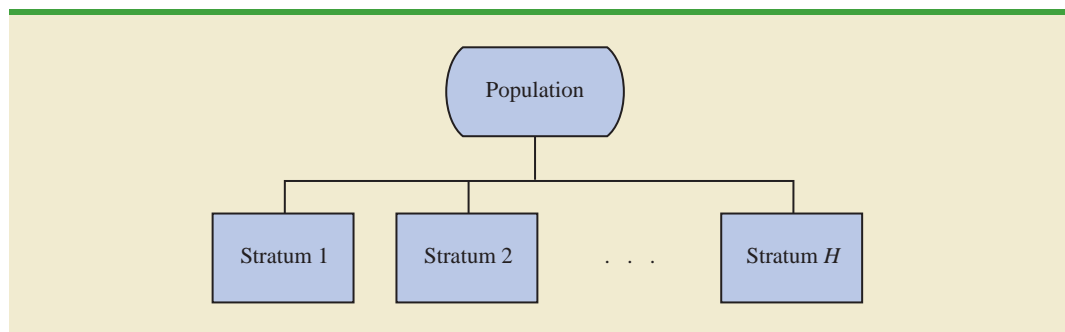 Population
Stratum 1
Stratum 2
. . .
Stratum H